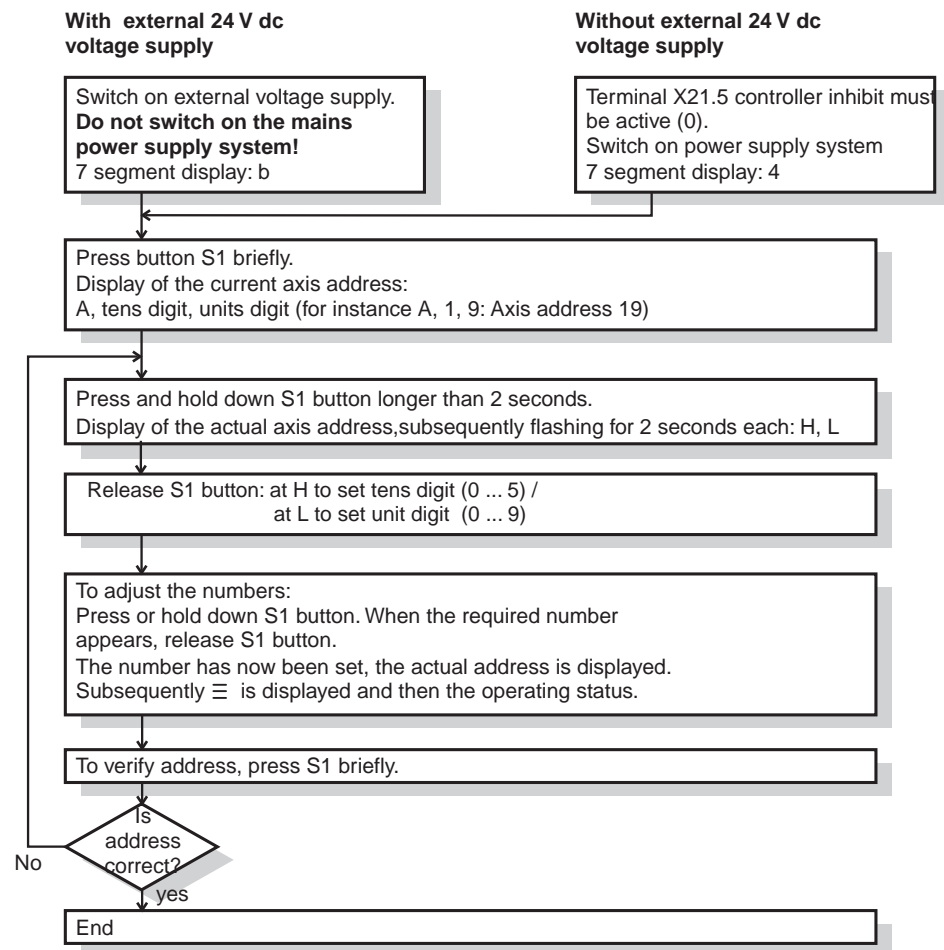 With external 24 V dc
voltage supply
Without external 24 V dc
voltage supply
Switch on external voltage supply.
Do not switch on the mains
power supply system!
7 segment display: b
Terminal X21.5 controller inhibit must
be active (0).
Switch on power supply system
7 segment display: 4
Press button S1 briefly.
Display of the current axis address:
A, tens digit, units digit (for instance A, 1, 9: Axis address 19)
Press and hold down S1 button longer than 2 seconds.
Display of the actual axis address,subsequently flashing for 2 seconds each: H, L
Release S1 button: at H to set tens digit (0 ... 5) /
at L to set unit digit (0 ... 9)
To adjust the numbers:
Press or hold down S1 button. When the required number
appears, release S1 button.
The number has now been set, the actual address is displayed.
Subsequently ☰ is displayed and then the operating status.
To verify address, press S1 briefly.
Is
address
correct?
No
yes
End